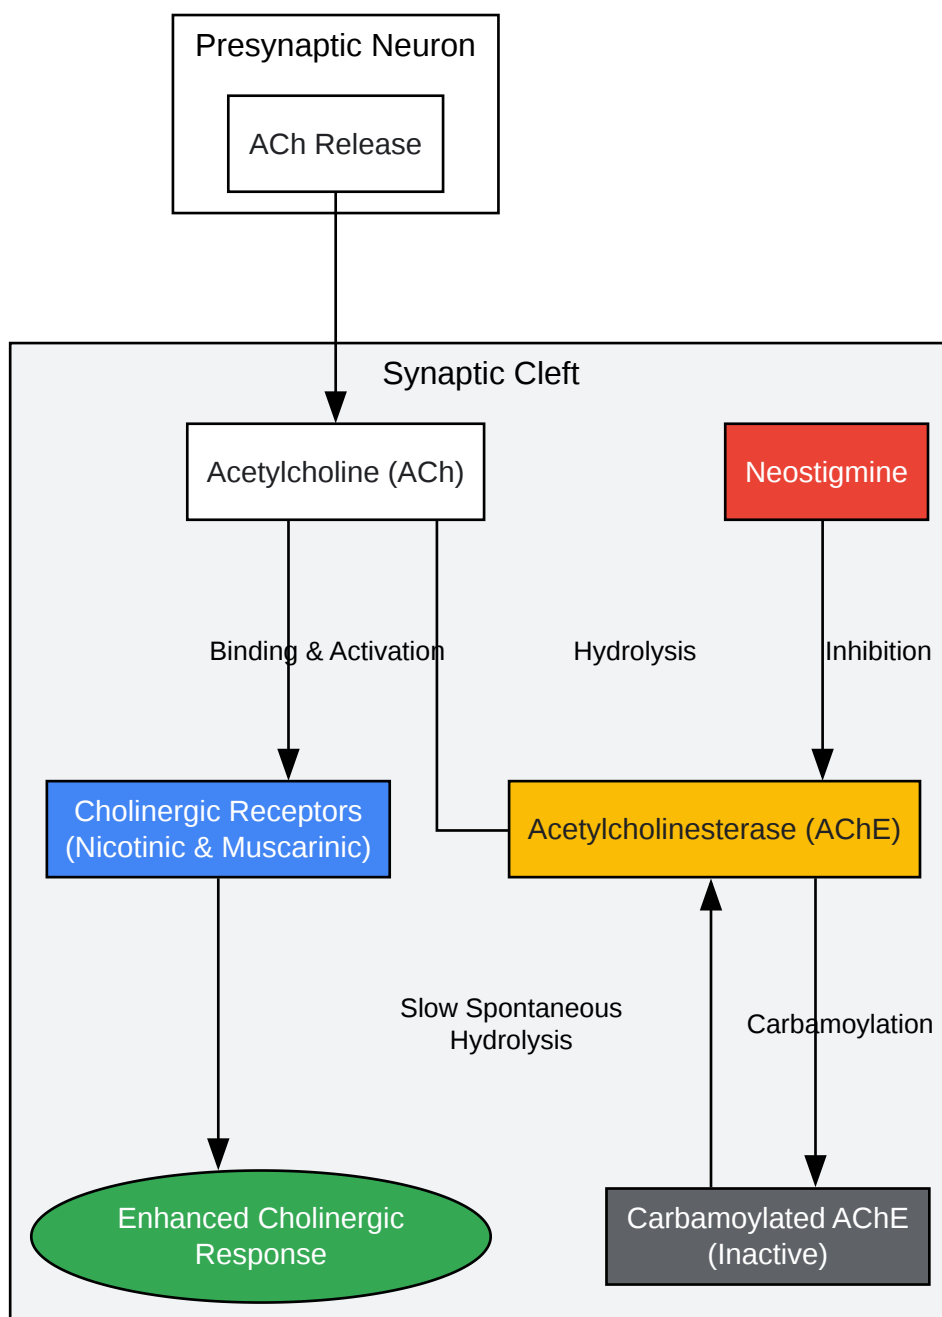 Presynaptic Neuron
ACh Release
Synaptic Cleft
Acetylcholine (ACh)
Neostigmine
Binding & Activation
Hydrolysis
Inhibition
Cholinergic Receptors
(Nicotinic & Muscarinic)
Acetylcholinesterase (AChE)
Slow Spontaneous
Hydrolysis
Carbamoylation
Enhanced Cholinergic
Response
Carbamoylated AChE
(Inactive)